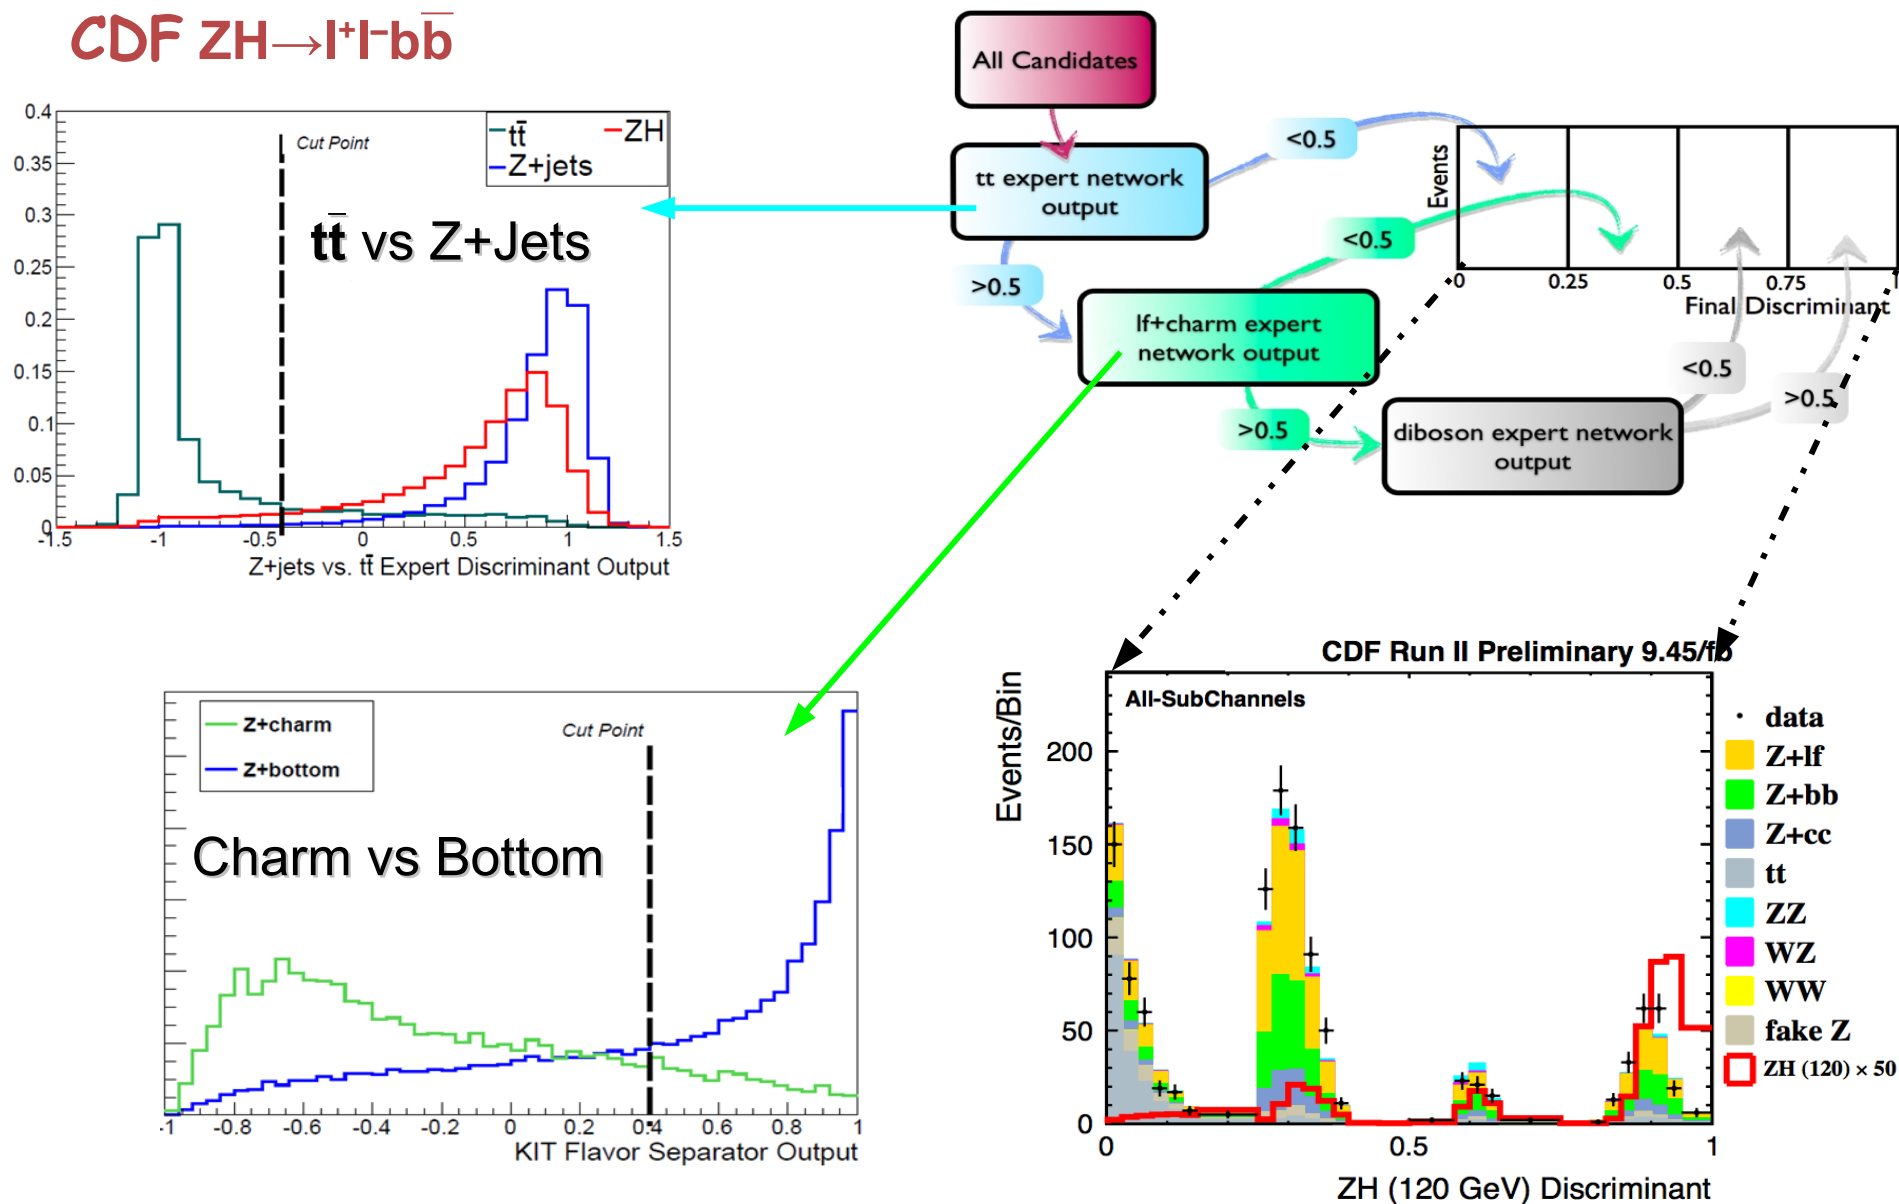 CDF ZH→l⁺l⁻bb̅
0.4
0.35
0.3
0.25
0.2
0.15
0.1
0.05
0
-1.5
-1
-0.5
0
0.5
1
1.5
Cut Point
tt̅
ZH
Z+jets
tt̅ vs Z+Jets
Z+jets vs. tt̅ Expert Discriminant Output
All Candidates
tt expert network
output
<0.5
>0.5
lf+charm expert
network output
<0.5
>0.5
diboson expert network
output
<0.5
>0.5
Events
0
0.25
0.5
0.75
1
Final Discriminant
Z+charm
Z+bottom
Cut Point
Charm vs Bottom
-1
-0.8
-0.6
-0.4
-0.2
0
0.2
0.4
0.6
0.8
1
KIT Flavor Separator Output
CDF Run II Preliminary 9.45/fb
All-SubChannels
Events/Bin
200
150
100
50
0
0
0.5
1
ZH (120 GeV) Discriminant
data
Z+lf
Z+bb
Z+cc
tt
ZZ
WZ
WW
fake Z
ZH (120) × 50